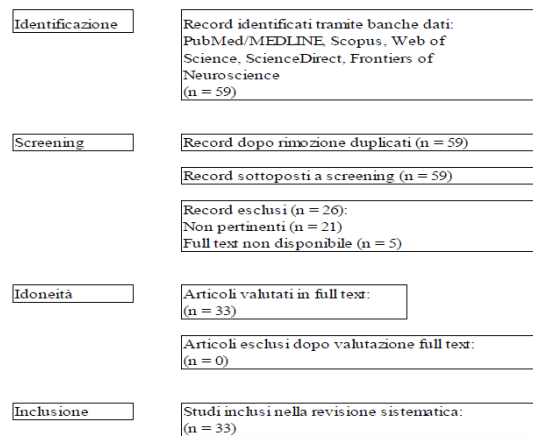 Identificazione
Record identificati tramite banche dati:
PubMed/MEDLINE, Scopus, Web of
Science, ScienceDirect, Frontiers of
Neuroscience
(n = 59)
Screening
Record dopo rimozione duplicati (n = 59)
Record sottoposti a screening (n = 59)
Record esclusi (n = 26):
Non pertinenti (n = 21)
Full text non disponibile (n = 5)
Idoneità
Articoli valutati in full text:
(n = 33)
Articoli esclusi dopo valutazione full text:
(n = 0)
Inclusione
Studi inclusi nella revisione sistematica:
(n = 33)